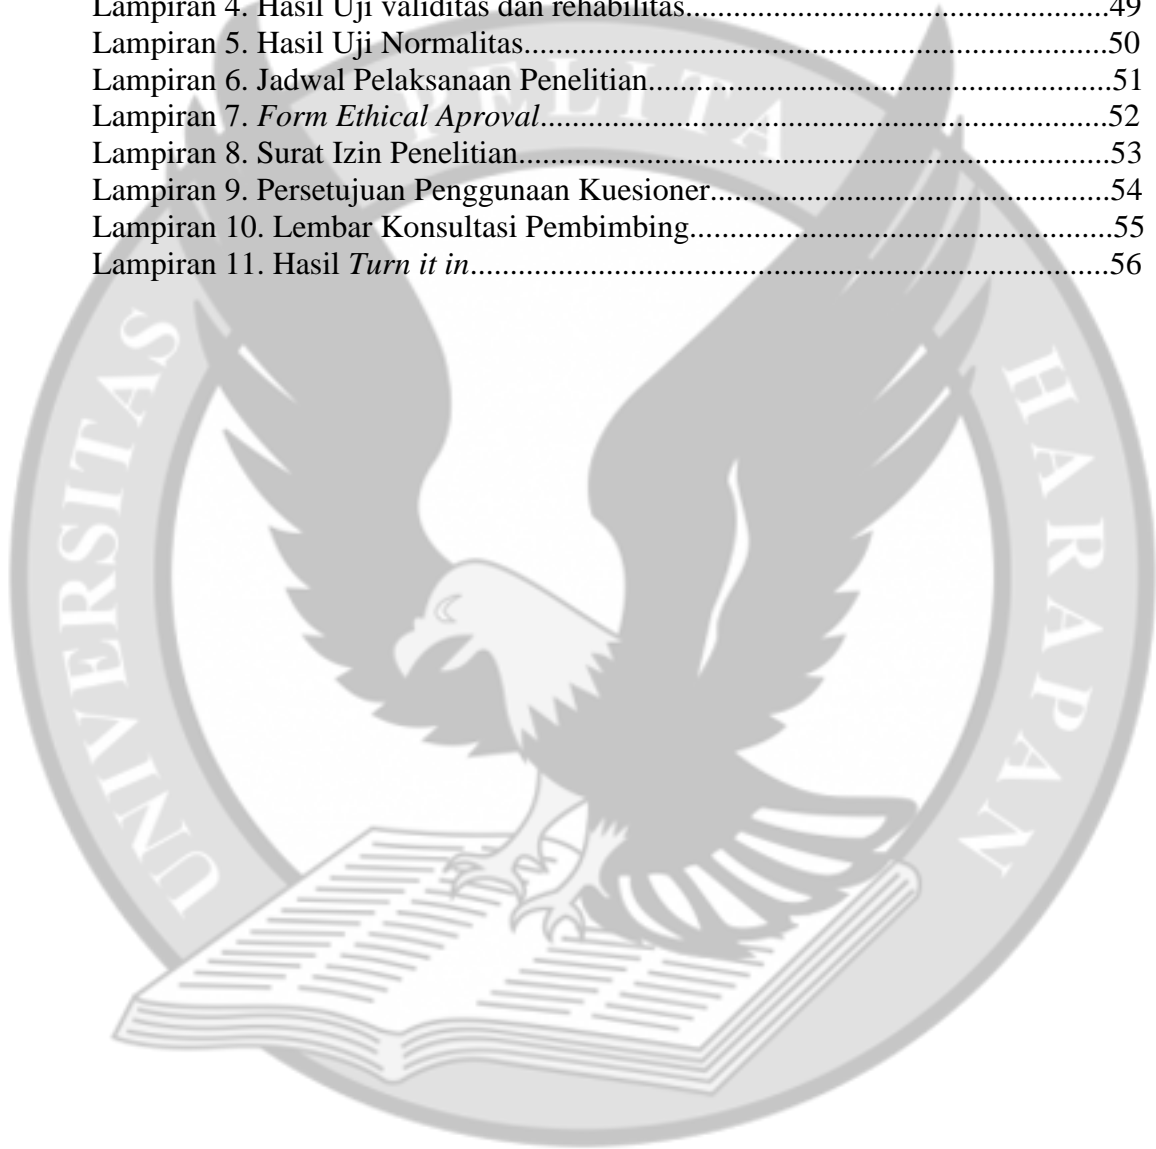 Lampiran 4. Hasil Uji validitas dan rehabilitas.....................................................49
Lampiran 5. Hasil Uji Normalitas.............................................................................50
Lampiran 6. Jadwal Pelaksanaan Penelitian.............................................................51
Lampiran 7. Form Ethical Aproval...........................................................................52
Lampiran 8. Surat Izin Penelitian..............................................................................53
Lampiran 9. Persetujuan Penggunaan Kuesioner......................................................54
Lampiran 10. Lembar Konsultasi Pembimbing.........................................................55
Lampiran 11. Hasil Turn it in....................................................................................56
UNIVERSITAS PELITA HARAPAN